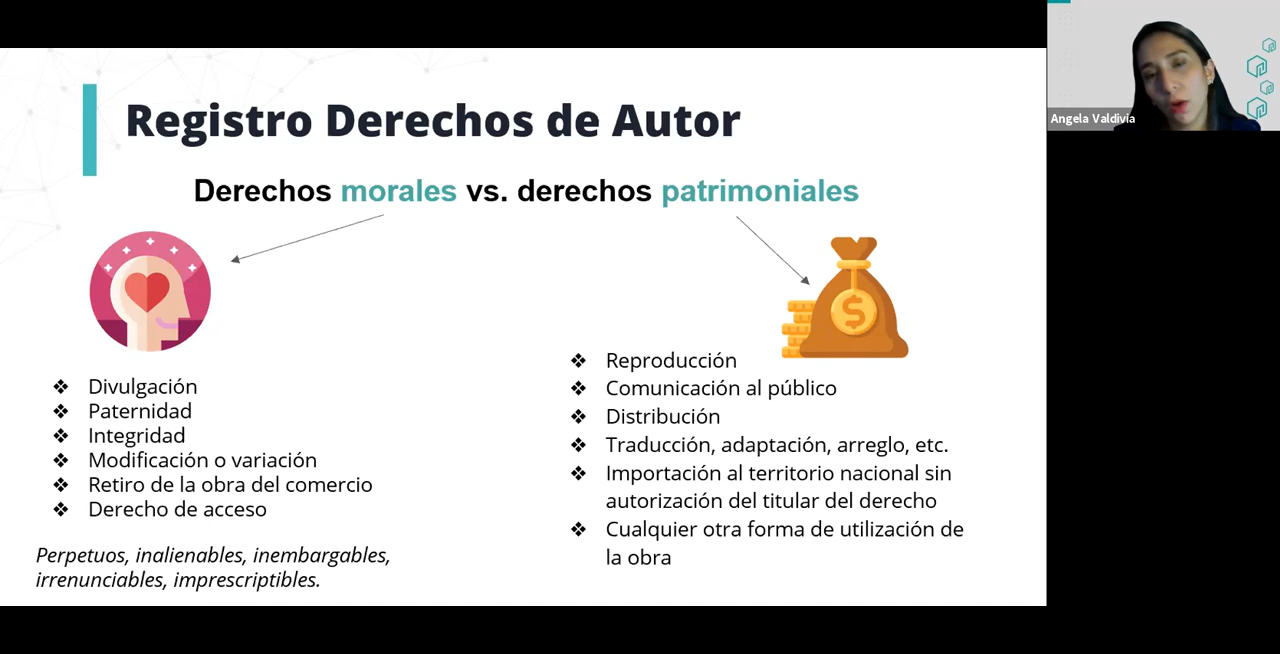 Registro Derechos de Autor
Derechos morales vs. derechos patrimoniales
❖ Divulgación
❖ Paternidad
❖ Integridad
❖ Modificación o variación
❖ Retiro de la obra del comercio
❖ Derecho de acceso
Perpetuos, inalienables, inembargables,
irrenunciables, imprescriptibles.
$
❖ Reproducción
❖ Comunicación al público
❖ Distribución
❖ Traducción, adaptación, arreglo, etc.
❖ Importación al territorio nacional sin
autorización del titular del derecho
❖ Cualquier otra forma de utilización de
la obra
Angela Valdivia